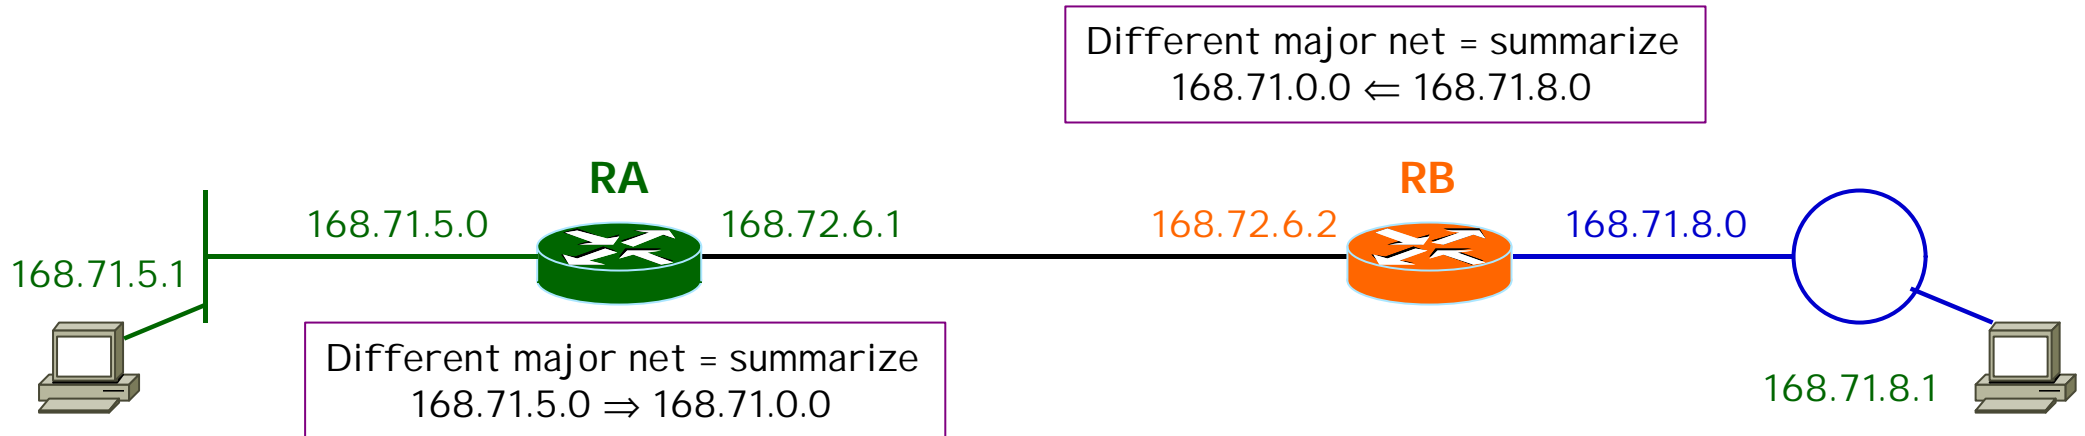 Different major net = summarize
168.71.0.0 ⇐ 168.71.8.0
RA
RB
168.71.5.0
168.72.6.1
168.72.6.2
168.71.8.0
168.71.5.1
Different major net = summarize
168.71.5.0 ⇒ 168.71.0.0
168.71.8.1